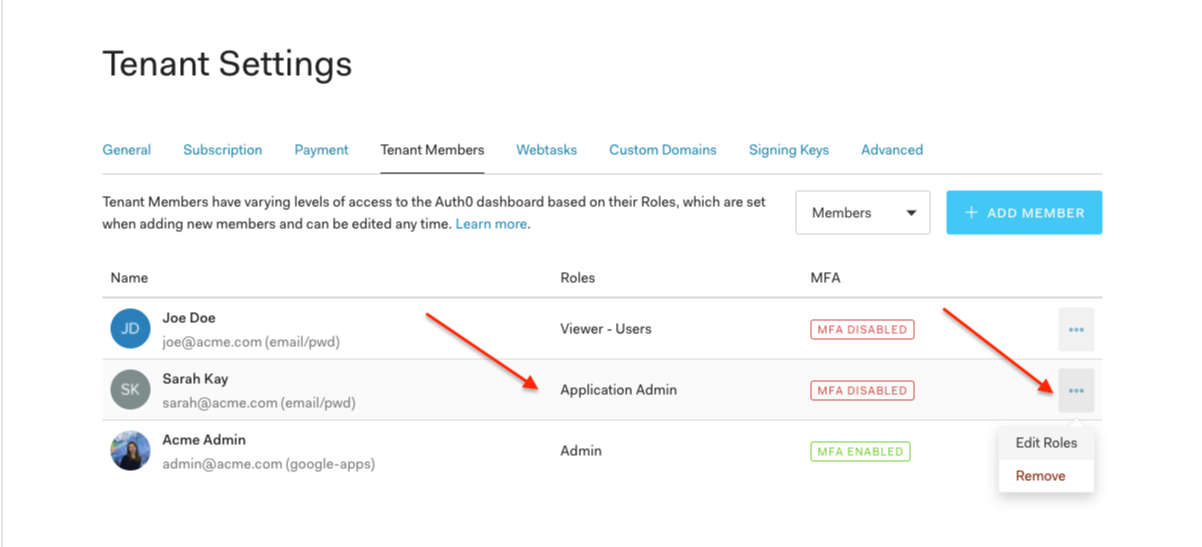 Tenant Settings
General Subscription Payment Tenant Members Webtasks Custom Domains Signing Keys Advanced
Tenant Members have varying levels of access to the Auth0 dashboard based on their Roles, which are set
when adding new members and can be edited any time. Learn more.
Members
+ ADD MEMBER
Name Roles MFA
JD
Joe Doe
joe@acme.com (email/pwd)
Viewer - Users
MFA DISABLED
SK
Sarah Kay
sarah@acme.com (email/pwd)
Application Admin
MFA DISABLED
Acme Admin
admin@acme.com (google-apps)
Admin
MFA ENABLED
Edit Roles
Remove